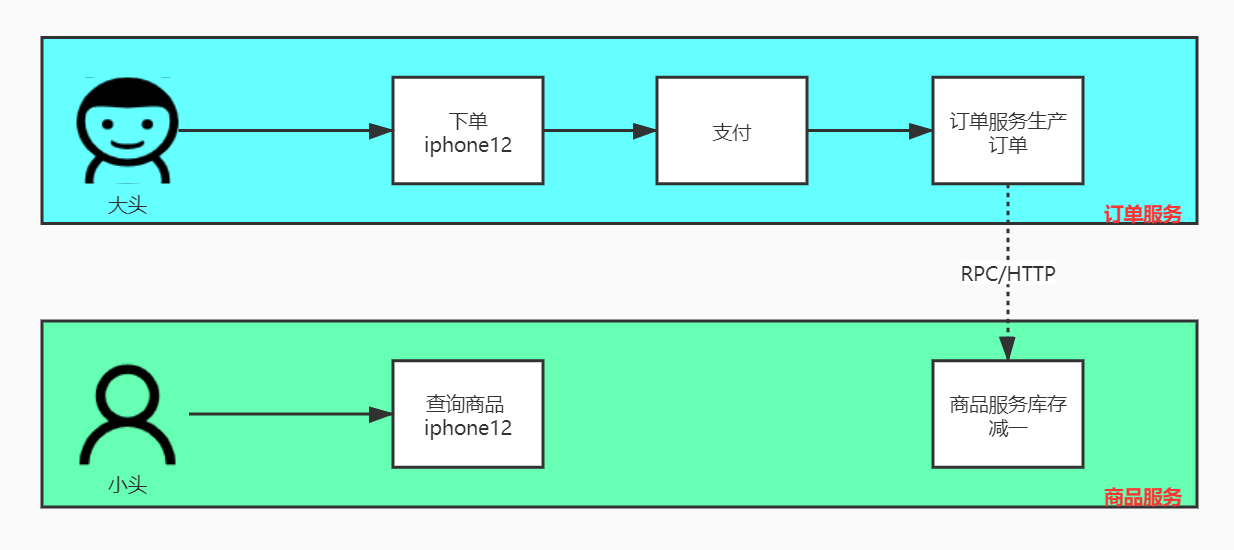 下单
iphone12
支付
订单服务生产
订单
大头
订单服务
RPC/HTTP
查询商品
iphone12
商品服务库存
减一
小头
商品服务